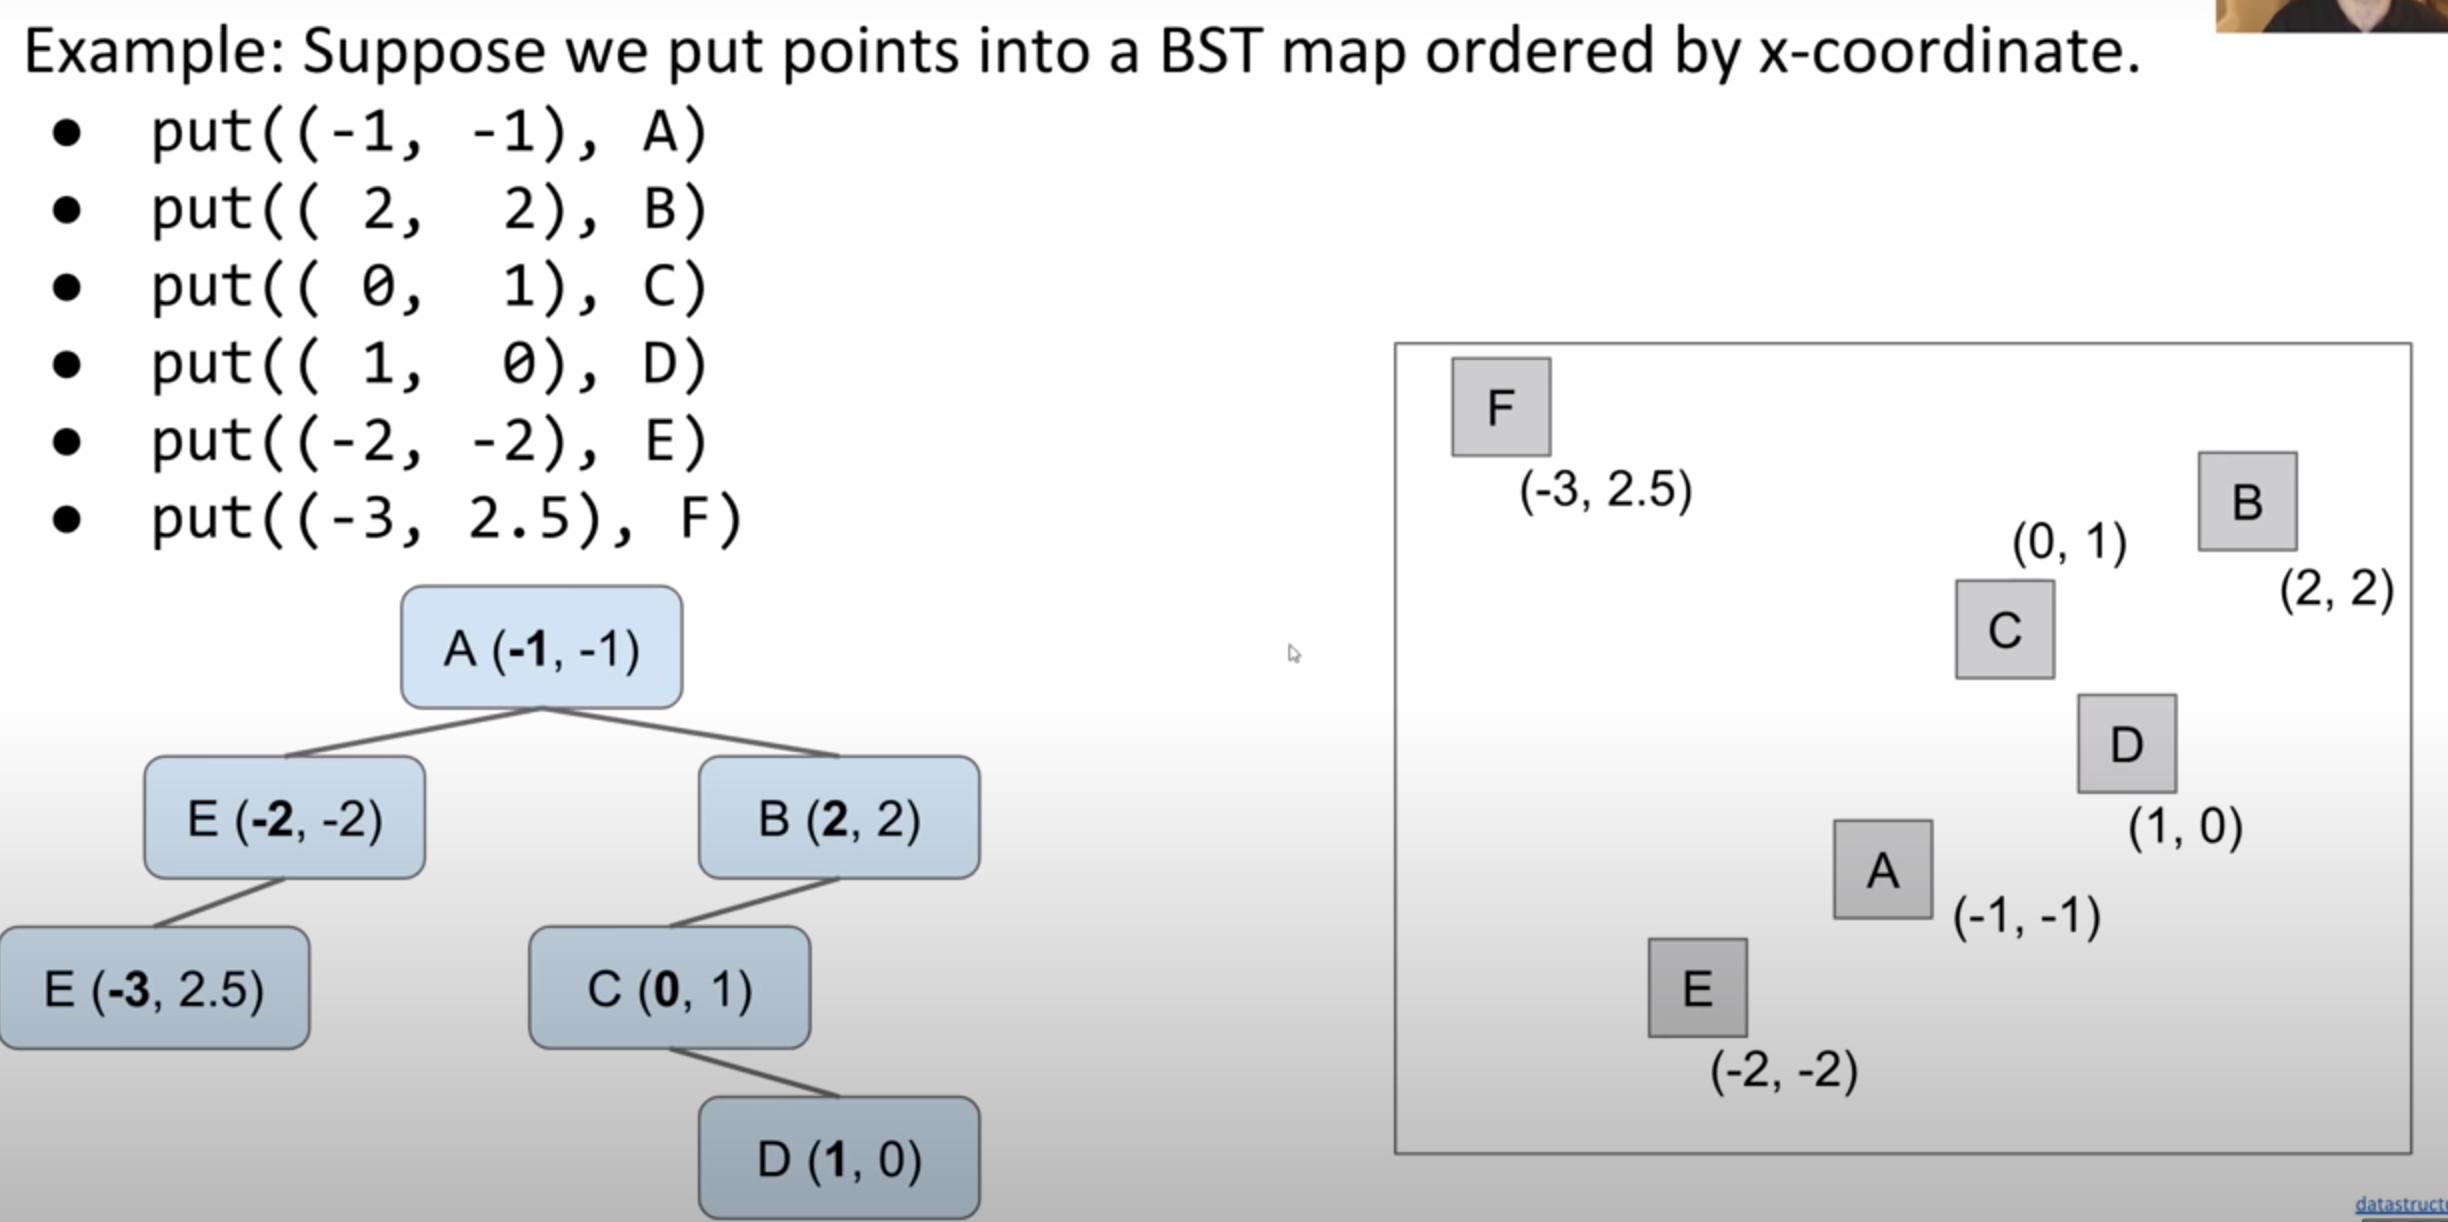 Example: Suppose we put points into a BST map ordered by x-coordinate.
● put((-1, -1), A)
● put(( 2, 2), B)
● put(( 0, 1), C)
● put(( 1, 0), D)
● put((-2, -2), E)
● put((-3, 2.5), F)
A (-1, -1)
E (-2, -2)
B (2, 2)
E (-3, 2.5)
C (0, 1)
D (1, 0)
F
(-3, 2.5)
B
(0, 1)
(2, 2)
C
D
(1, 0)
A
(-1, -1)
E
(-2, -2)